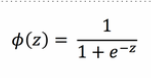 ϕ(z) = 1 / (1 + e^{-z})